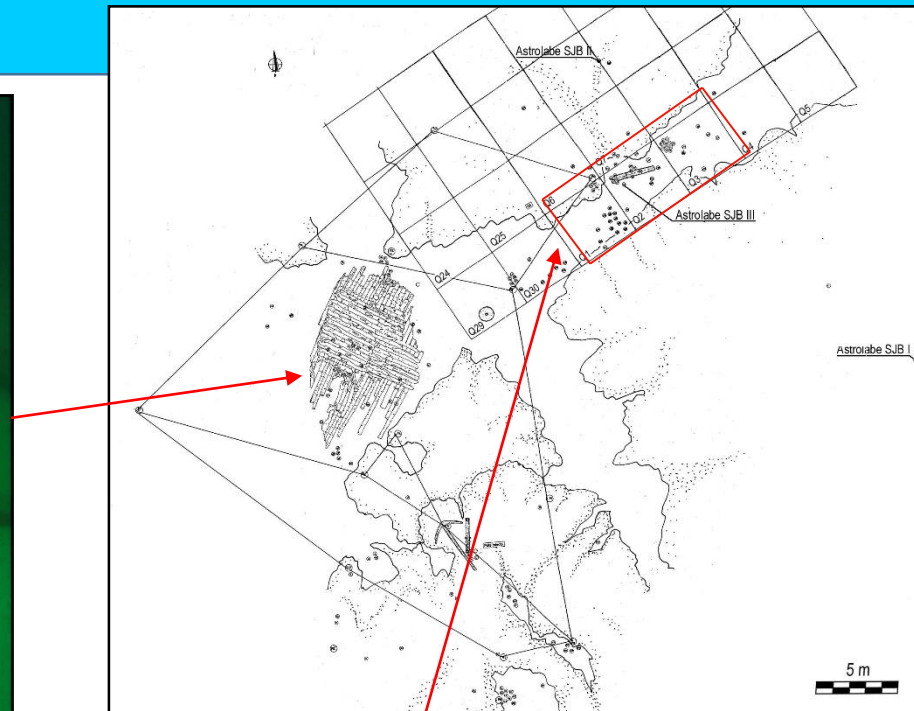 Astrolabe SJB II
Q5
Q7
Q4
Q3
Q6
Astrolabe SJB III
Q2
Q25
Q1
Q24
Q30
Q29
Astrolabe SJB I
5 m